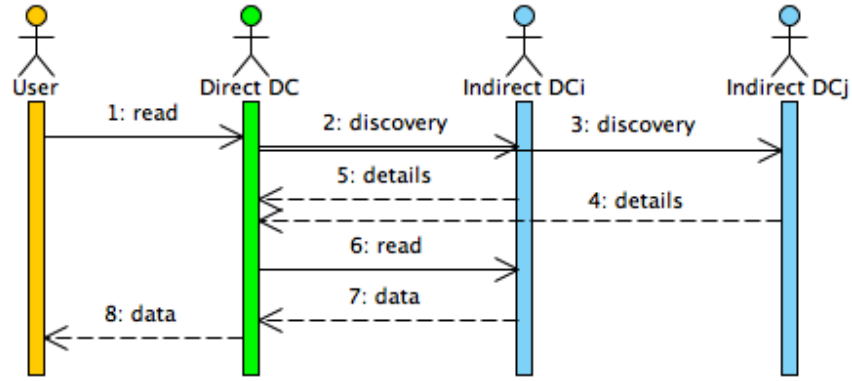 User
Direct DC
Indirect DCi
Indirect DCj
1: read
2: discovery
3: discovery
5: details
4: details
6: read
7: data
8: data